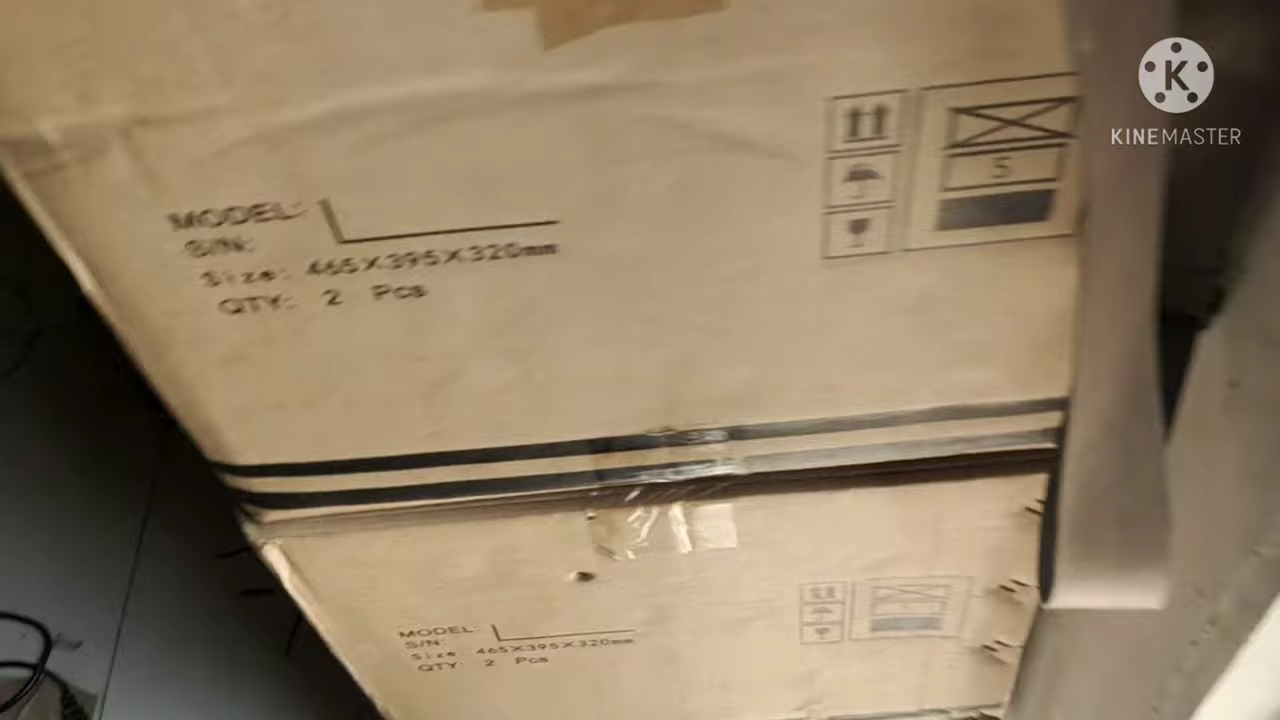 KINEMASTER
MODEL:
S/N:
Size: 465X395X320mm
QTY: 2 Pcs
5
MODEL:
S/N:
Size 465X395X320mm
QTY: 2 Pcs